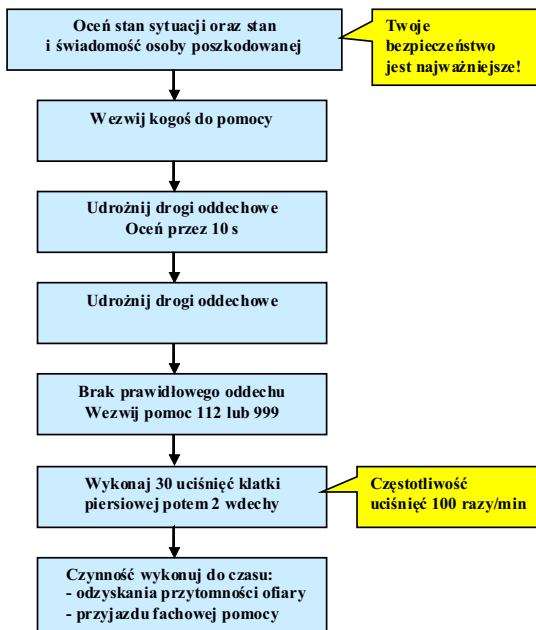 Oceń stan sytuacji oraz stan
i świadomość osoby poszkodowanej
Twoje
bezpieczeństwo
jest najważniejsze!
Wezwij kogoś do pomocy
Udrożnij drogi oddechowe
Oceń przez 10 s
Udrożnij drogi oddechowe
Brak prawidłowego oddechu
Wezwij pomoc 112 lub 999
Wykonaj 30 uciśnięć klatki
piersiowej potem 2 wdechy
Częstotliwość
uciśnięć 100 razy/min
Czynność wykonuj do czasu:
- odzyskania przytomności ofiary
- przyjazdu fachowej pomocy